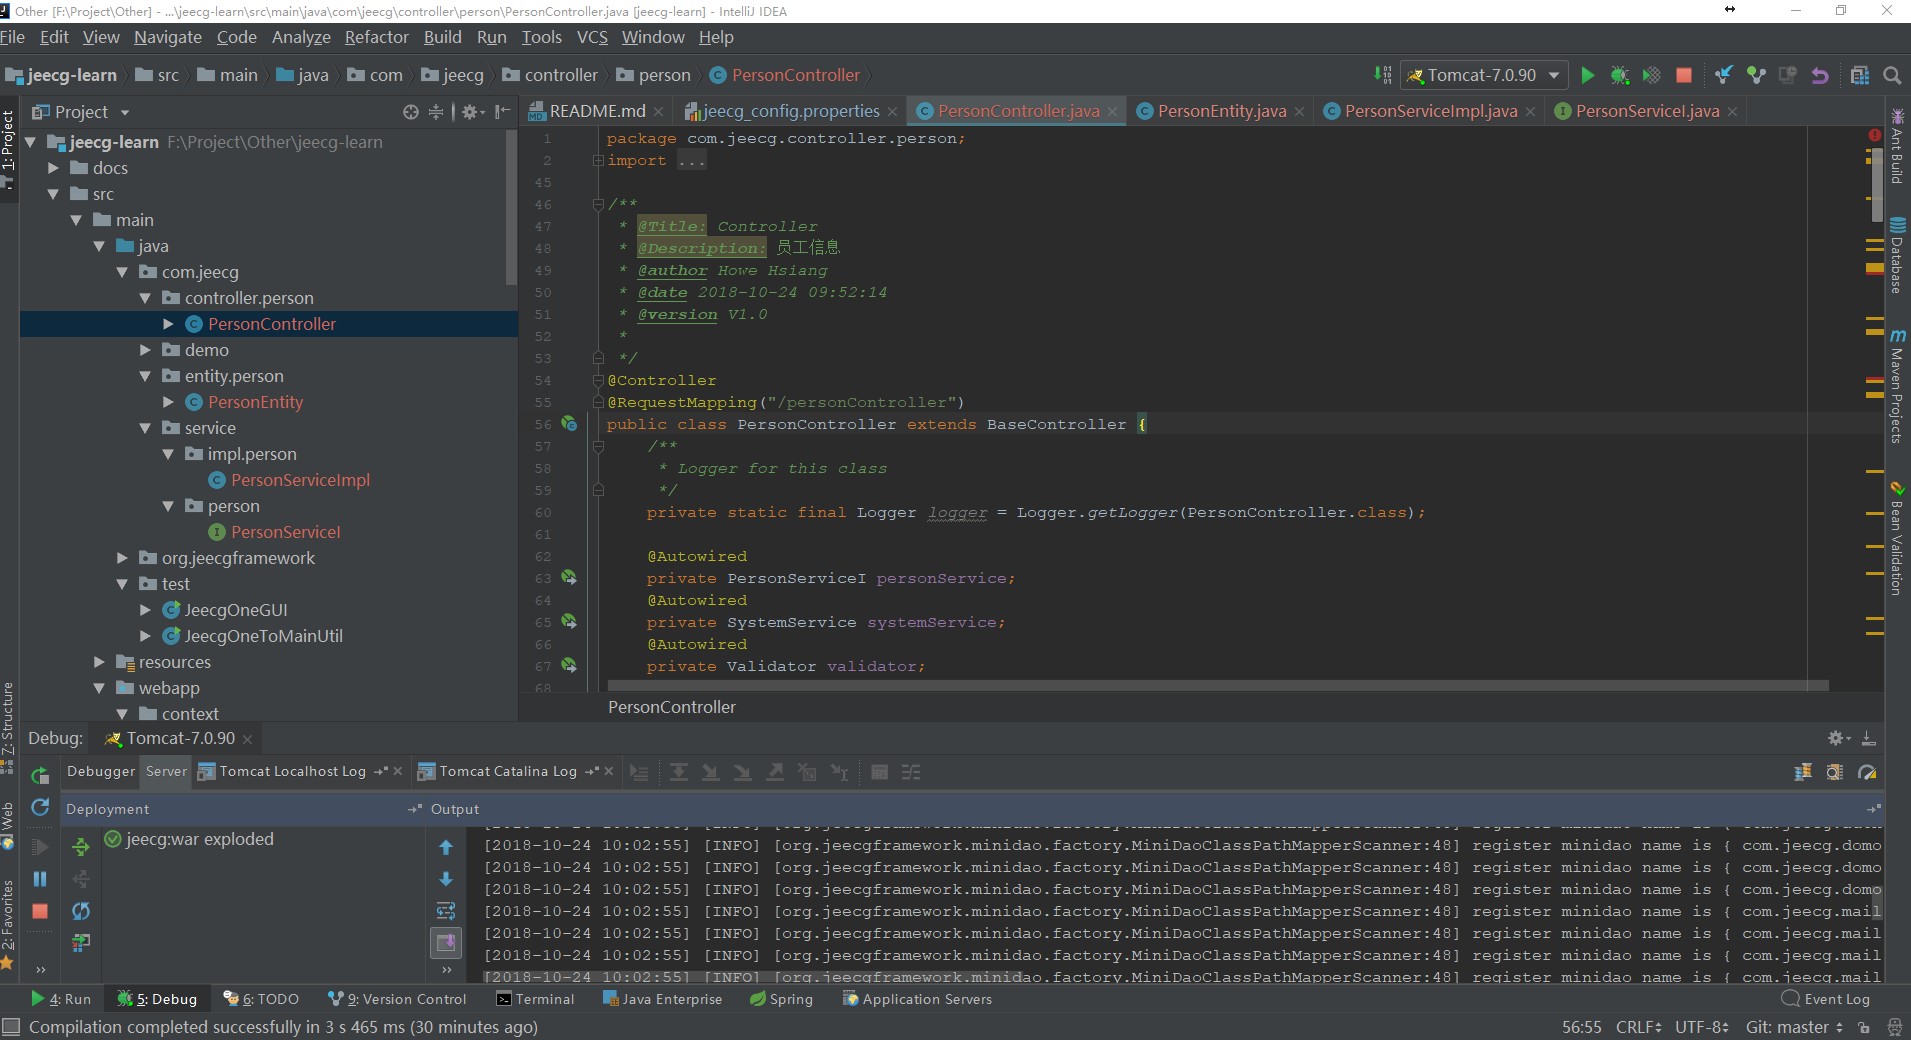 Other [F:\Project\Other] - ...\jeecg-learn\src\main\java\com\jeecg\controller\person\PersonController.java [jeecg-learn] - IntelliJ IDEA
File Edit View Navigate Code Analyze Refactor Build Run Tools VCS Window Help
jeecg-learn src main java com jeecg controller person PersonController
Tomcat-7.0.90
Project
README.md jeecg_config.properties PersonController.java PersonEntity.java PersonServiceImpl.java PersonServiceI.java
1: Project
jeecg-learn F:\Project\Other\jeecg-learn
docs
src
main
java
com.jeecg
controller.person
PersonController
demo
entity.person
PersonEntity
service
impl.person
PersonServiceImpl
person
PersonServiceI
org.jeecgframework
test
JeecgOneGUI
JeecgOneToMainUtil
resources
webapp
context
1 package com.jeecg.controller.person;
2 import ...
45
46 /**
47 * @Title: Controller
48 * @Description: 员工信息
49 * @author Howe Hsiang
50 * @date 2018-10-24 09:52:14
51 * @version V1.0
52 *
53 */
54 @Controller
55 @RequestMapping("/personController")
56 public class PersonController extends BaseController {
57 /**
58 * Logger for this class
59 */
60 private static final Logger logger = Logger.getLogger(PersonController.class);
61
62 @Autowired
63 private PersonServiceI personService;
64 @Autowired
65 private SystemService systemService;
66 @Autowired
67 private Validator validator;
68
PersonController
Ant Build
Database
Maven Projects
Bean Validation
7: Structure
Web
2: Favorites
Debug: Tomcat-7.0.90
Debugger Server Tomcat Localhost Log Tomcat Catalina Log
Deployment Output
jeecg:war exploded
[2018-10-24 10:02:55] [INFO] [org.jeecgframework.minidao.factory.MiniDaoClassPathMapperScanner:48] register minidao name is { com.jeecg.demo
[2018-10-24 10:02:55] [INFO] [org.jeecgframework.minidao.factory.MiniDaoClassPathMapperScanner:48] register minidao name is { com.jeecg.domo
[2018-10-24 10:02:55] [INFO] [org.jeecgframework.minidao.factory.MiniDaoClassPathMapperScanner:48] register minidao name is { com.jeecg.domo
[2018-10-24 10:02:55] [INFO] [org.jeecgframework.minidao.factory.MiniDaoClassPathMapperScanner:48] register minidao name is { com.jeecg.domo
[2018-10-24 10:02:55] [INFO] [org.jeecgframework.minidao.factory.MiniDaoClassPathMapperScanner:48] register minidao name is { com.jeecg.mail
[2018-10-24 10:02:55] [INFO] [org.jeecgframework.minidao.factory.MiniDaoClassPathMapperScanner:48] register minidao name is { com.jeecg.mail
[2018-10-24 10:02:55] [INFO] [org.jeecgframework.minidao.factory.MiniDaoClassPathMapperScanner:48] register minidao name is { com.jeecg.mail
[2018-10-24 10:02:55] [INFO] [org.jeecgframework.minidao.factory.MiniDaoClassPathMapperScanner:48] register minidao name is { com.jeecg.mail
4: Run 5: Debug 6: TODO 9: Version Control Terminal Java Enterprise Spring Application Servers Event Log
Compilation completed successfully in 3 s 465 ms (30 minutes ago) 56:55 CRLF UTF-8 Git: master